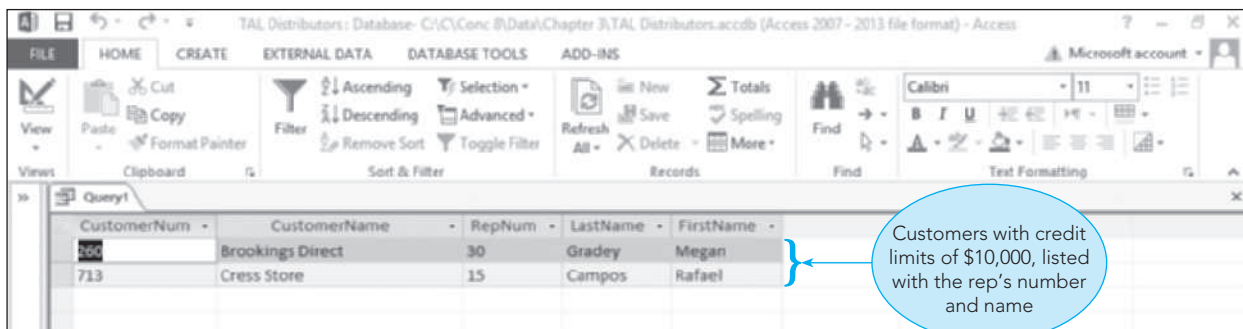 TAL Distributors : Database- C:\C\Conc 8\Data\Chapter 3\TAL Distributors.accdb (Access 2007 - 2013 file format) - Access
FILE HOME CREATE EXTERNAL DATA DATABASE TOOLS ADD-INS Microsoft account
View Paste Cut Copy Format Painter
Filter Ascending Descending Remove Sort Selection Advanced Toggle Filter
Refresh All New Save Delete Totals Spelling More
Find
Calibri 11
B I U A
Views Clipboard Sort & Filter Records Find Text Formatting
Query1
CustomerNum CustomerName RepNum LastName FirstName
260 Brookings Direct 30 Gradey Megan
713 Cress Store 15 Campos Rafael
Customers with credit
limits of $10,000, listed
with the rep's number
and name